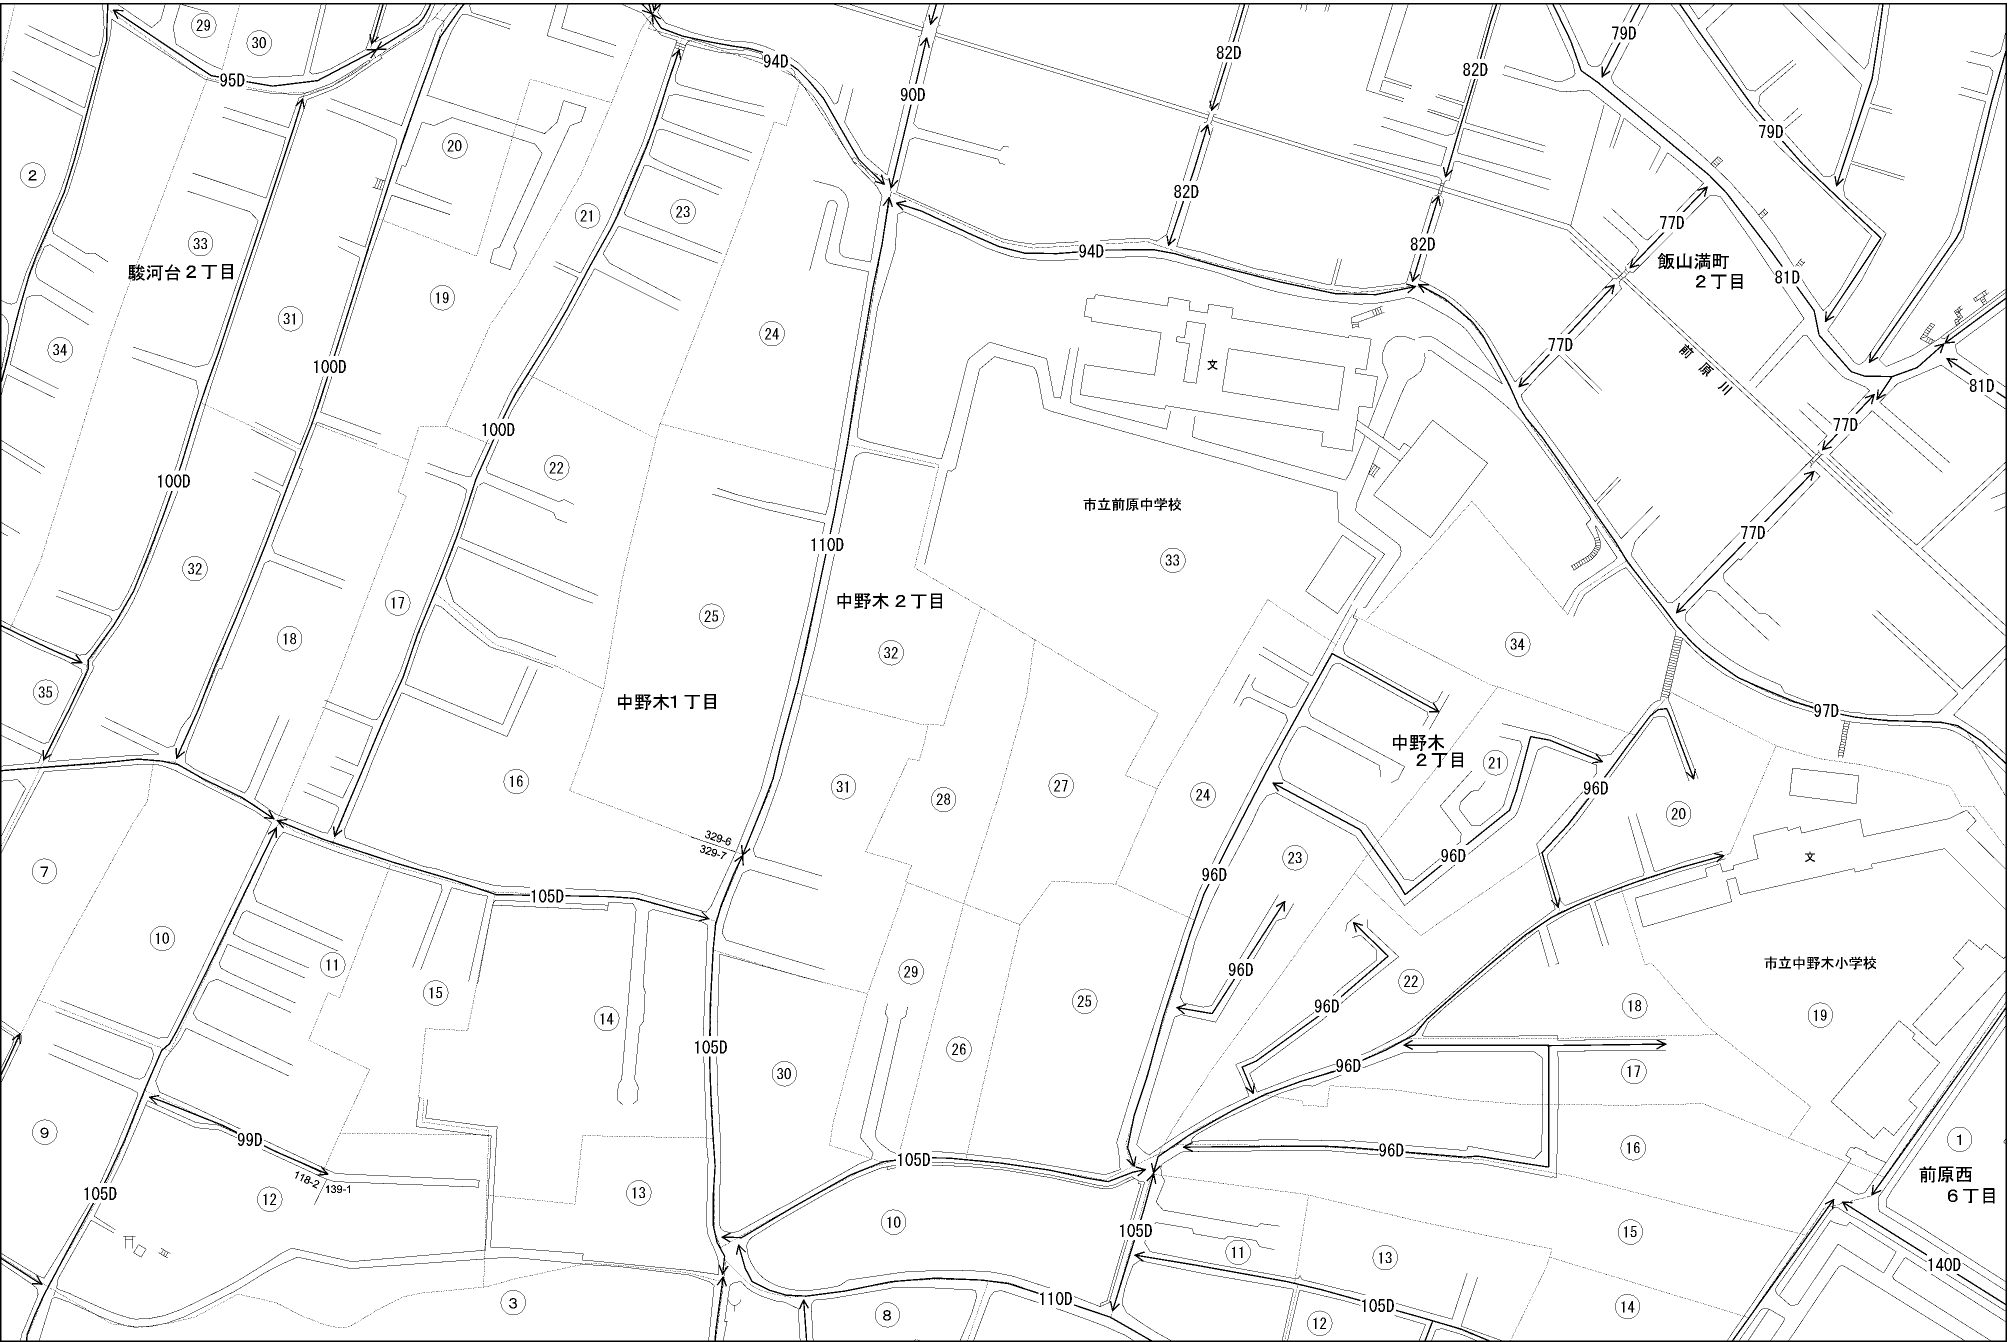 29
30
95D
94D
90D
82D
82D
79D
79D
2
20
21
23
33
駿河台２丁目
19
31
34
24
82D
94D
82D
77D
飯山満町
２丁目
81D
77D
前原川
81D
77D
77D
100D
100D
100D
22
文
市立前原中学校
33
110D
32
17
18
25
中野木２丁目
32
34
35
中野木1丁目
97D
中野木
２丁目
21
96D
20
16
31
28
27
24
329-6
329-7
23
96D
96D
文
7
105D
10
11
15
14
29
25
96D
96D
22
市立中野木小学校
18
19
26
105D
30
96D
17
9
99D
118-2
139-1
12
13
105D
105D
96D
16
1
前原西
６丁目
10
105D
11
13
15
140D
3
8
110D
12
105D
14